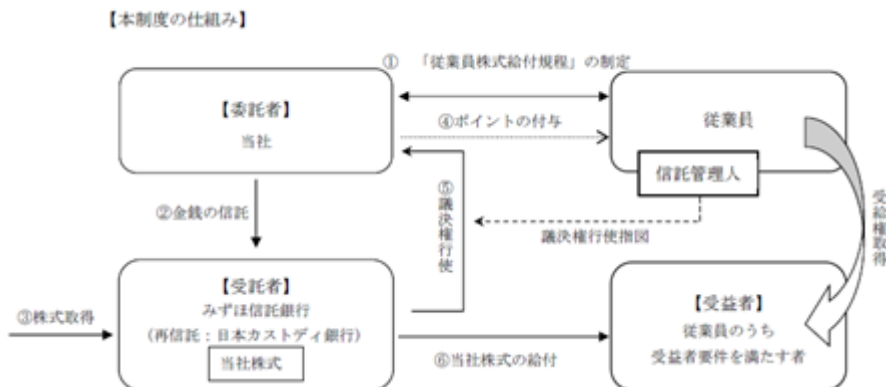 【本制度の仕組み】
① 「従業員株式給付規程」の制定
【委託者】
当社
④ポイントの付与
従業員
信託管理人
②金銭の信託
⑤議決権行使
議決権行使指図
受給権取得
③株式取得
【受託者】
みずほ信託銀行
(再信託：日本カストディ銀行)
当社株式
⑥当社株式の給付
【受益者】
従業員のうち
受益者要件を満たす者